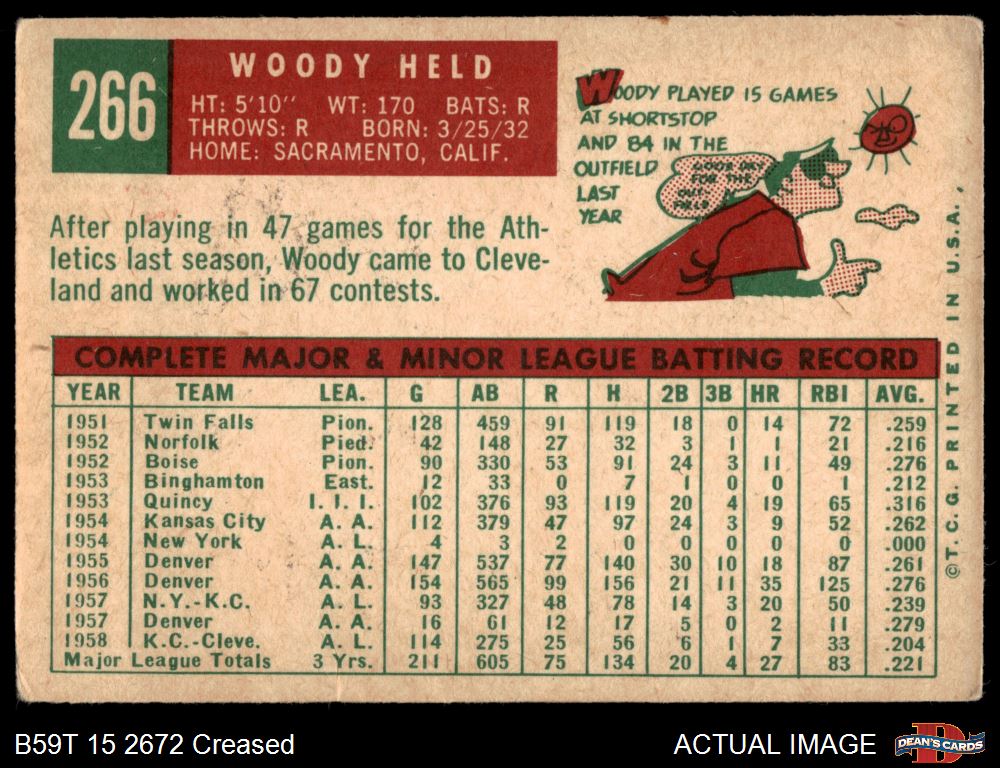 266
WOODY HELD
HT: 5'10'' WT: 170 BATS: R
THROWS: R BORN: 3/25/32
HOME: SACRAMENTO, CALIF.
WOODY PLAYED 15 GAMES
AT SHORTSTOP
AND 84 IN THE
OUTFIELD
LAST
YEAR
GOOD DAY
FOR THE
OUT-
FIELD
After playing in 47 games for the Ath-
letics last season, Woody came to Cleve-
land and worked in 67 contests.
COMPLETE MAJOR & MINOR LEAGUE BATTING RECORD
YEAR TEAM LEA. G AB R H 2B 3B HR RBI AVG.
1951 Twin Falls Pion. 128 459 91 119 18 0 14 72 .259
1952 Norfolk Pied. 42 148 27 32 3 1 1 21 .216
1952 Boise Pion. 90 330 53 91 24 3 11 49 .276
1953 Binghamton East. 12 33 0 7 1 0 0 1 .212
1953 Quincy I. I. I. 102 376 93 119 20 4 19 65 .316
1954 Kansas City A. A. 112 379 47 97 24 3 9 52 .262
1954 New York A. L. 4 3 2 0 0 0 0 0 .000
1955 Denver A. A. 147 537 77 140 30 10 18 87 .261
1956 Denver A. A. 154 565 99 156 21 11 35 125 .276
1957 N.Y.-K.C. A. L. 93 327 48 78 14 3 20 50 .239
1957 Denver A. A. 16 61 12 17 5 0 2 11 .279
1958 K.C.-Cleve. A. L. 114 275 25 56 6 1 7 33 .204
Major League Totals 3 Yrs. 211 605 75 134 20 4 27 83 .221
©T.C.G. PRINTED IN U.S.A.
B59T 15 2672 Creased
ACTUAL IMAGE
D
DEAN'S CARDS